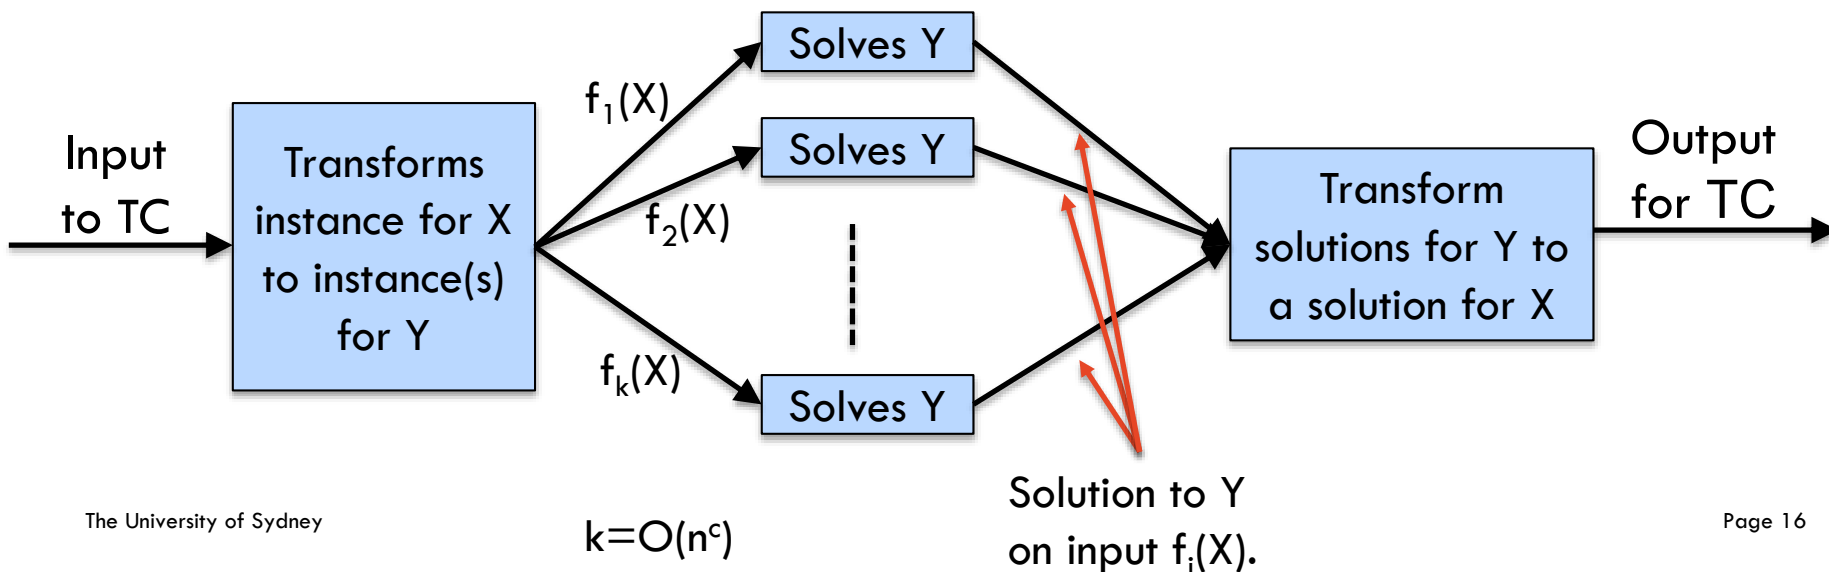 Input
to TC
Transforms
instance for X
to instance(s)
for Y
f₁(X)
f₂(X)
fₖ(X)
Solves Y
Solves Y
Solves Y
Transform
solutions for Y to
a solution for X
Output
for TC
Solution to Y
on input fᵢ(X).
k=O(nᶜ)
The University of Sydney
Page 16